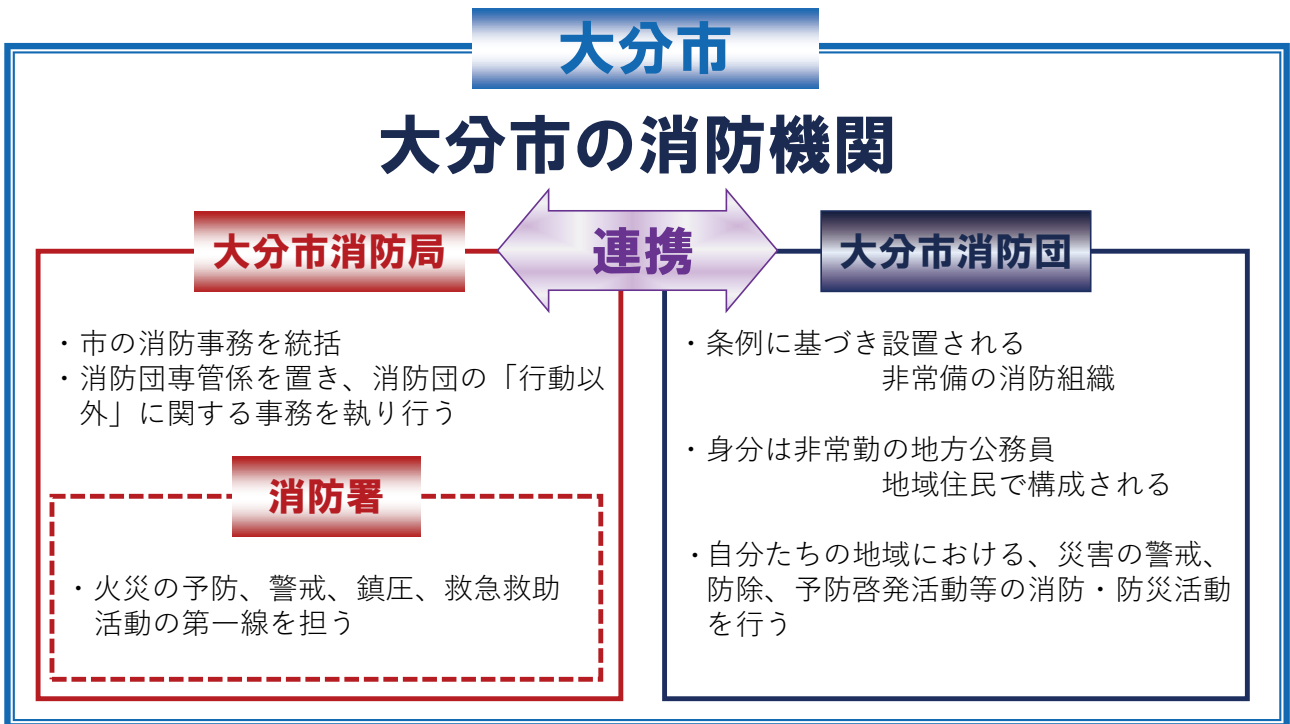 大分市
大分市の消防機関
大分市消防局
連携
大分市消防団
・市の消防事務を統括
・消防団専管係を置き、消防団の「行動以
外」に関する事務を執り行う
消防署
・火災の予防、警戒、鎮圧、救急救助
活動の第一線を担う
・条例に基づき設置される
非常備の消防組織
・身分は非常勤の地方公務員
地域住民で構成される
・自分たちの地域における、災害の警戒、
防除、予防啓発活動等の消防・防災活動
を行う